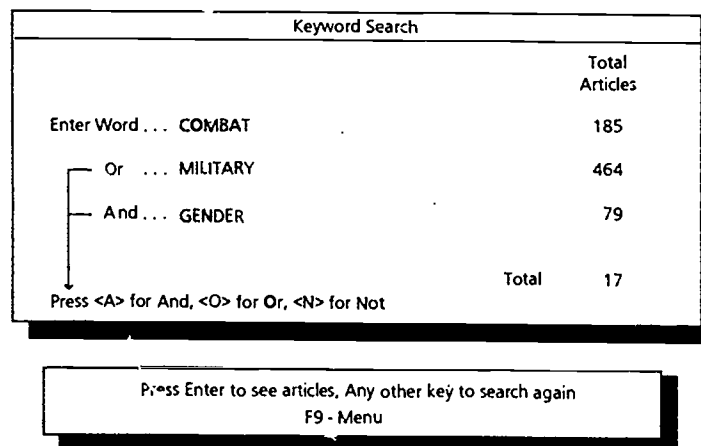 Keyword Search
Total
Articles
Enter Word . . . COMBAT 185
Or . . . MILITARY 464
And . . . GENDER 79
Total 17
Press <A> for And, <O> for Or, <N> for Not
Press Enter to see articles, Any other key to search again
F9 - Menu